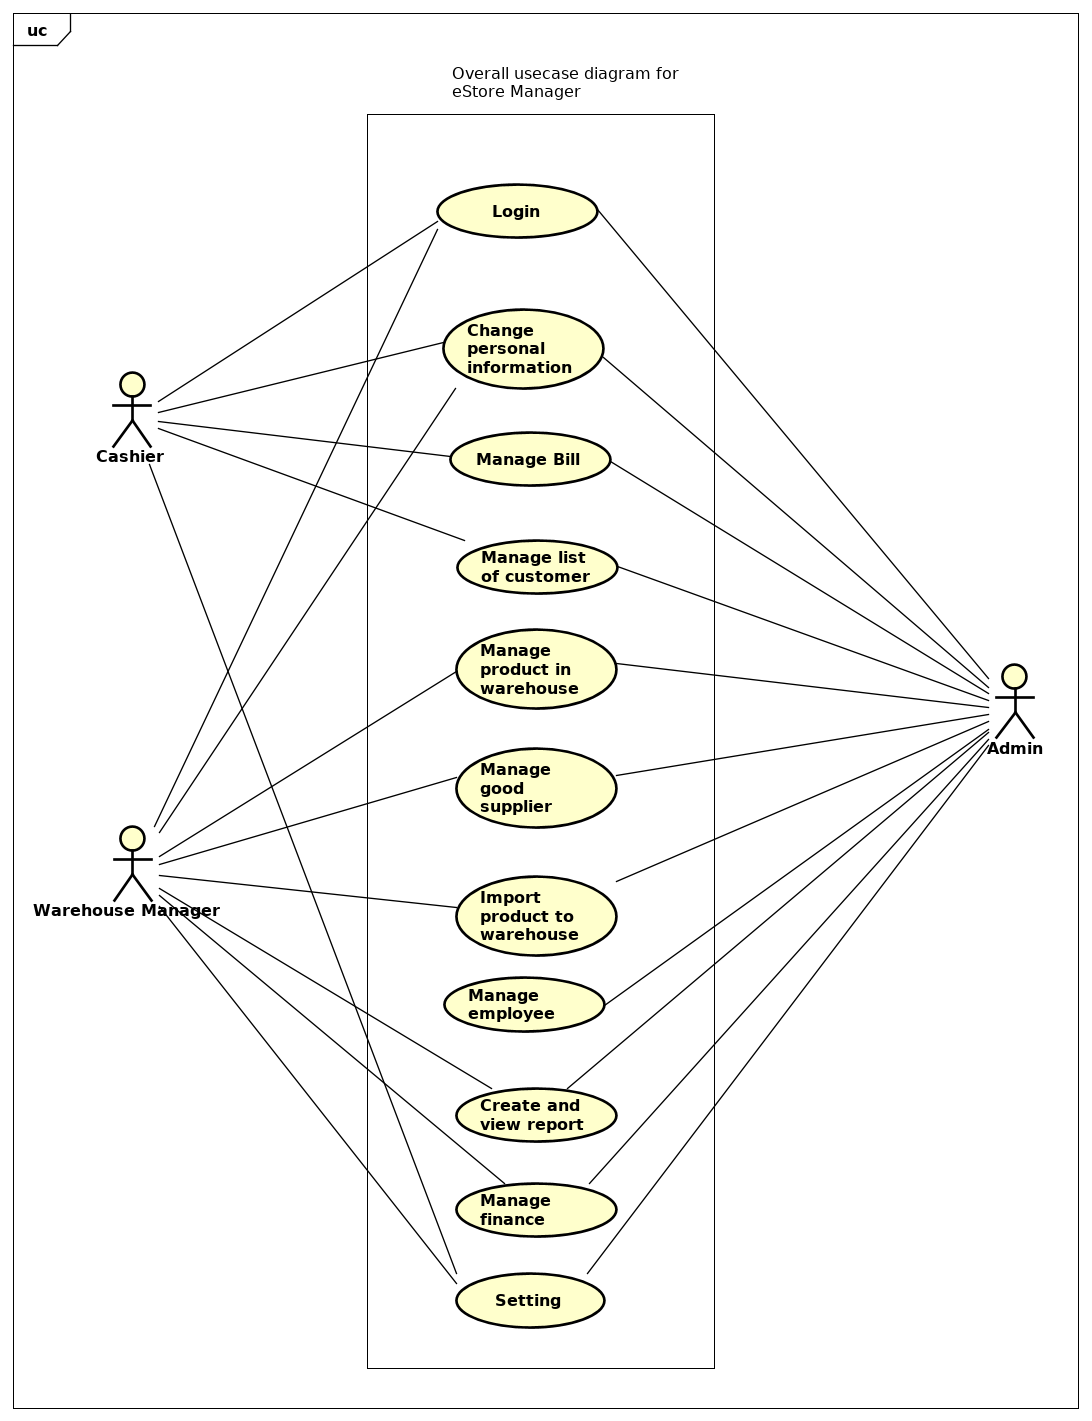 uc
Overall usecase diagram for
eStore Manager
Login
Change
personal
information
Cashier
Manage Bill
Manage list
of customer
Manage
product in
warehouse
Admin
Manage
good
supplier
Warehouse Manager
Import
product to
warehouse
Manage
employee
Create and
view report
Manage
finance
Setting